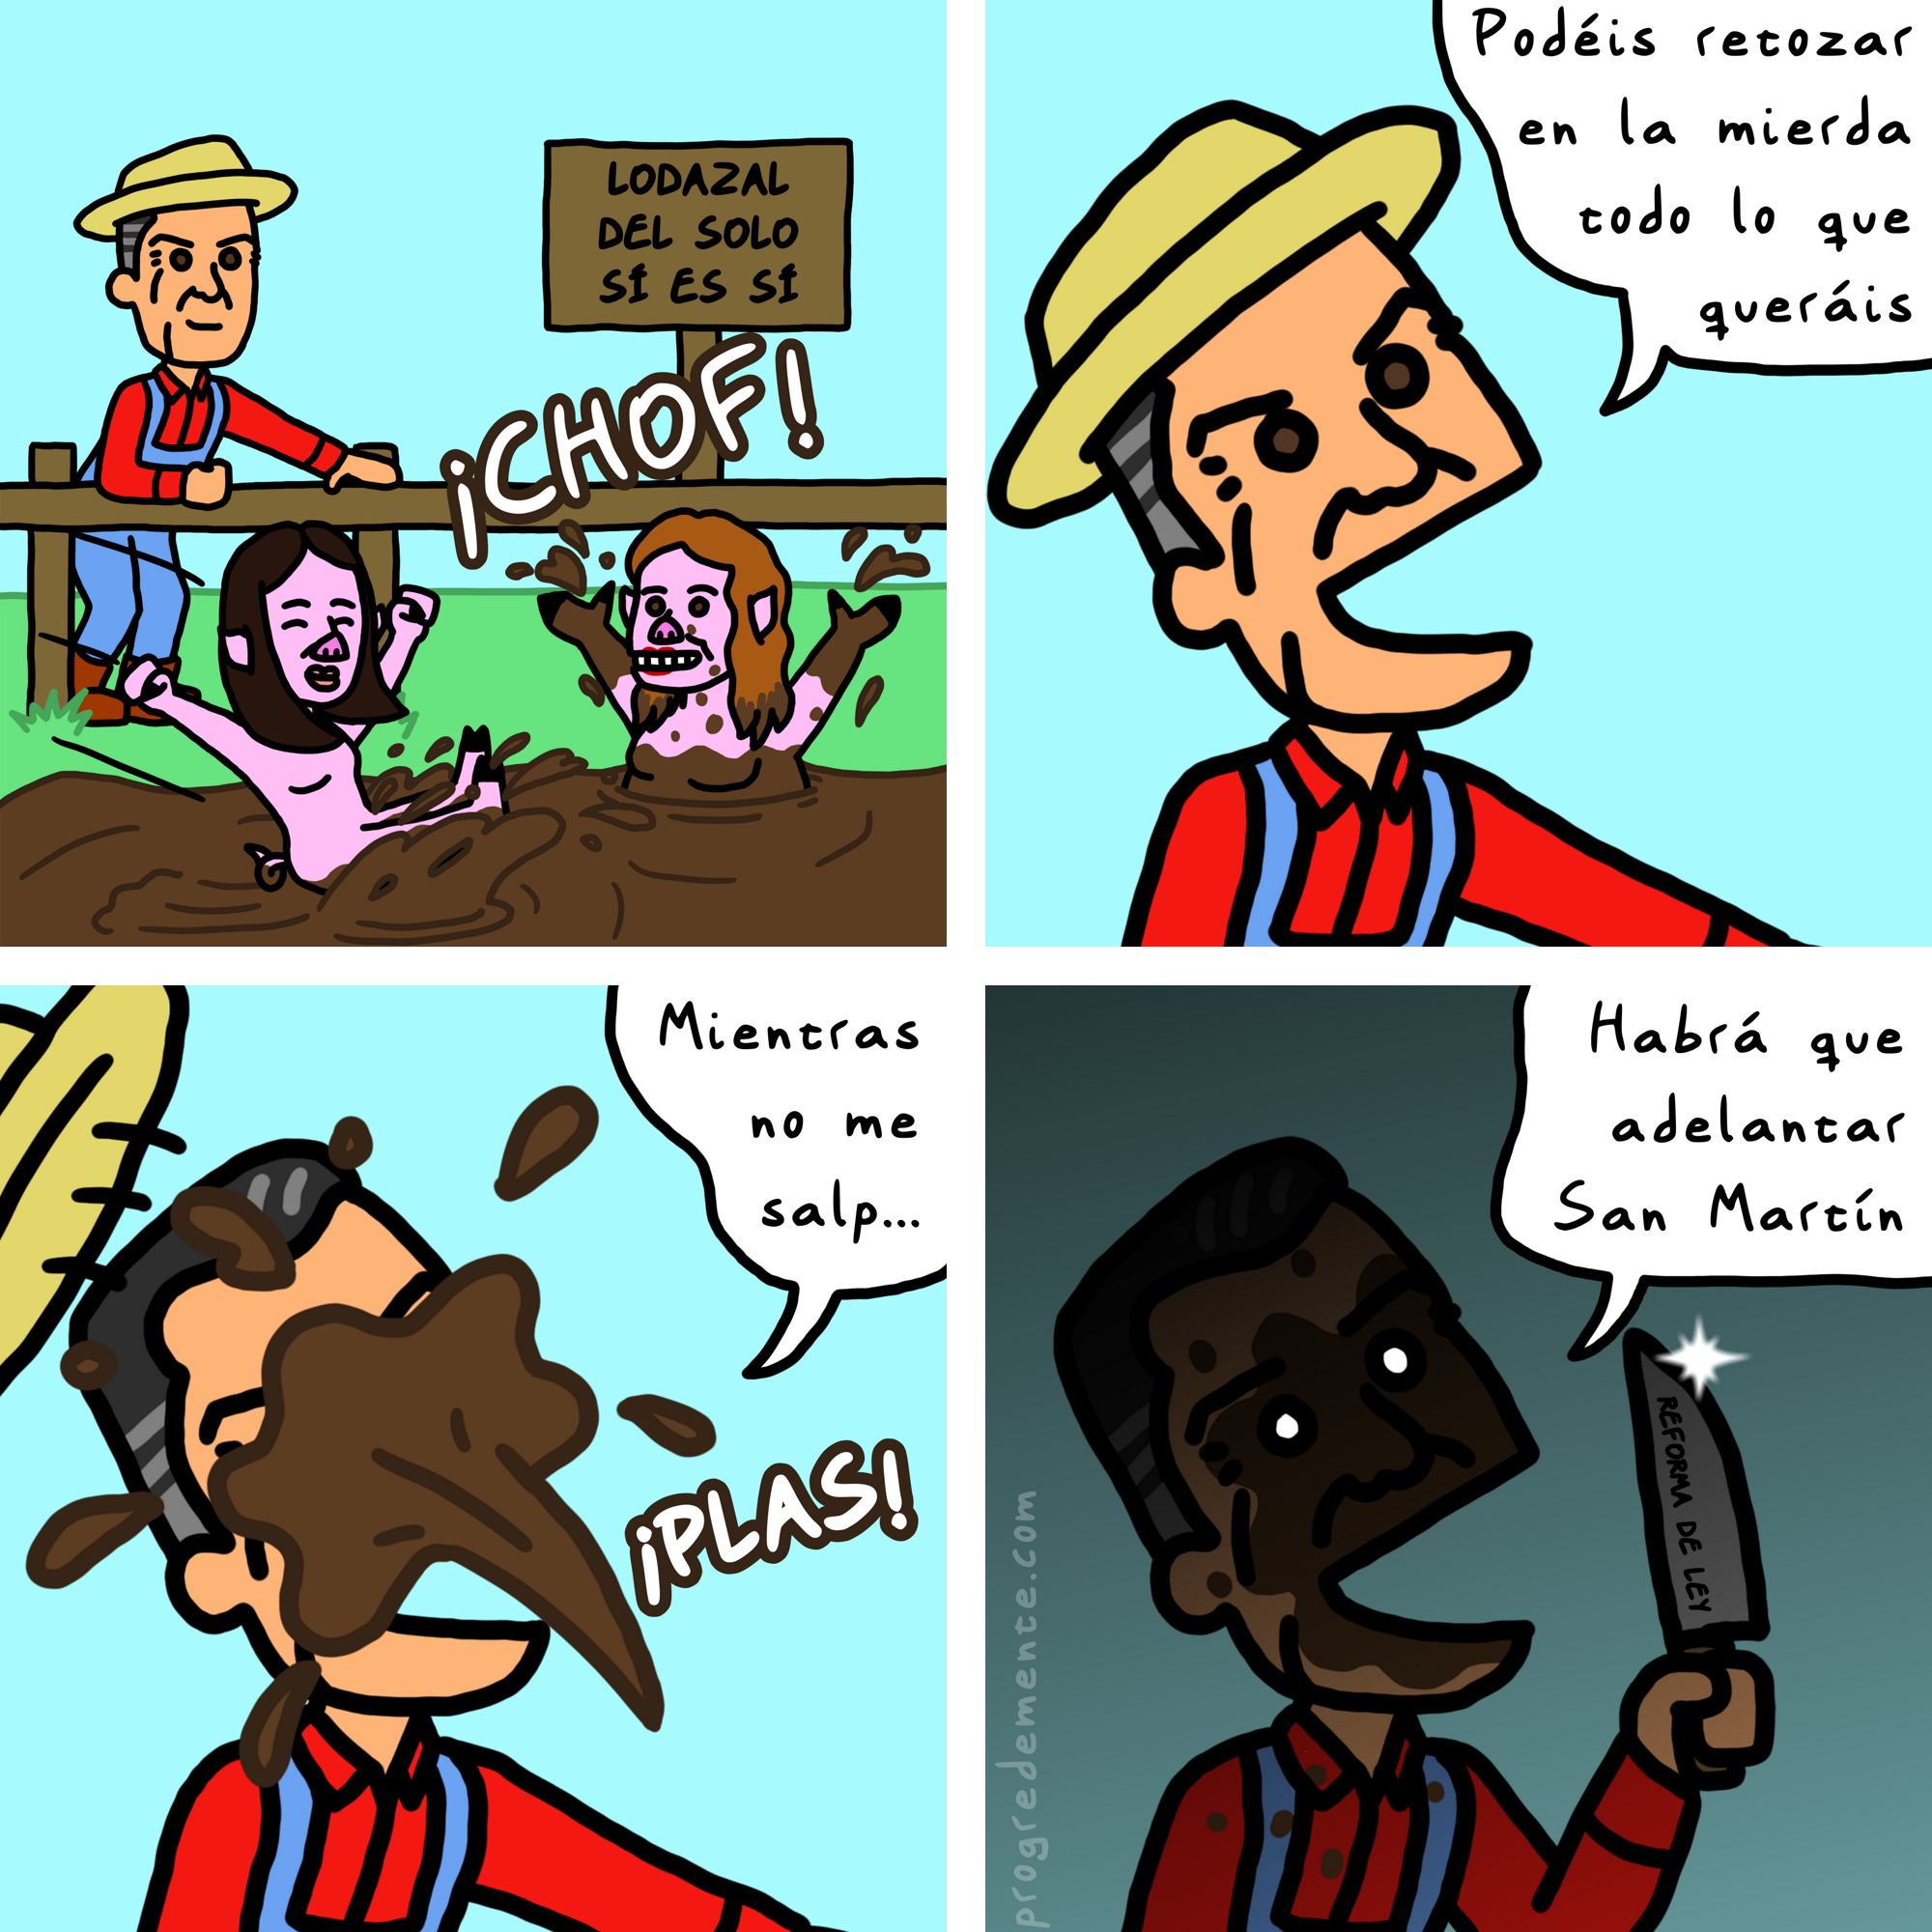 LODAZAL
DEL SOLO
SÍ ES SÍ
¡CHOF!
Podéis retozar
en la mierda
todo lo que
queráis
Mientras
no me
salp...
¡PLAS!
Habrá que
adelantar
San Martín
REFORMA DE LEY
progredemente.com